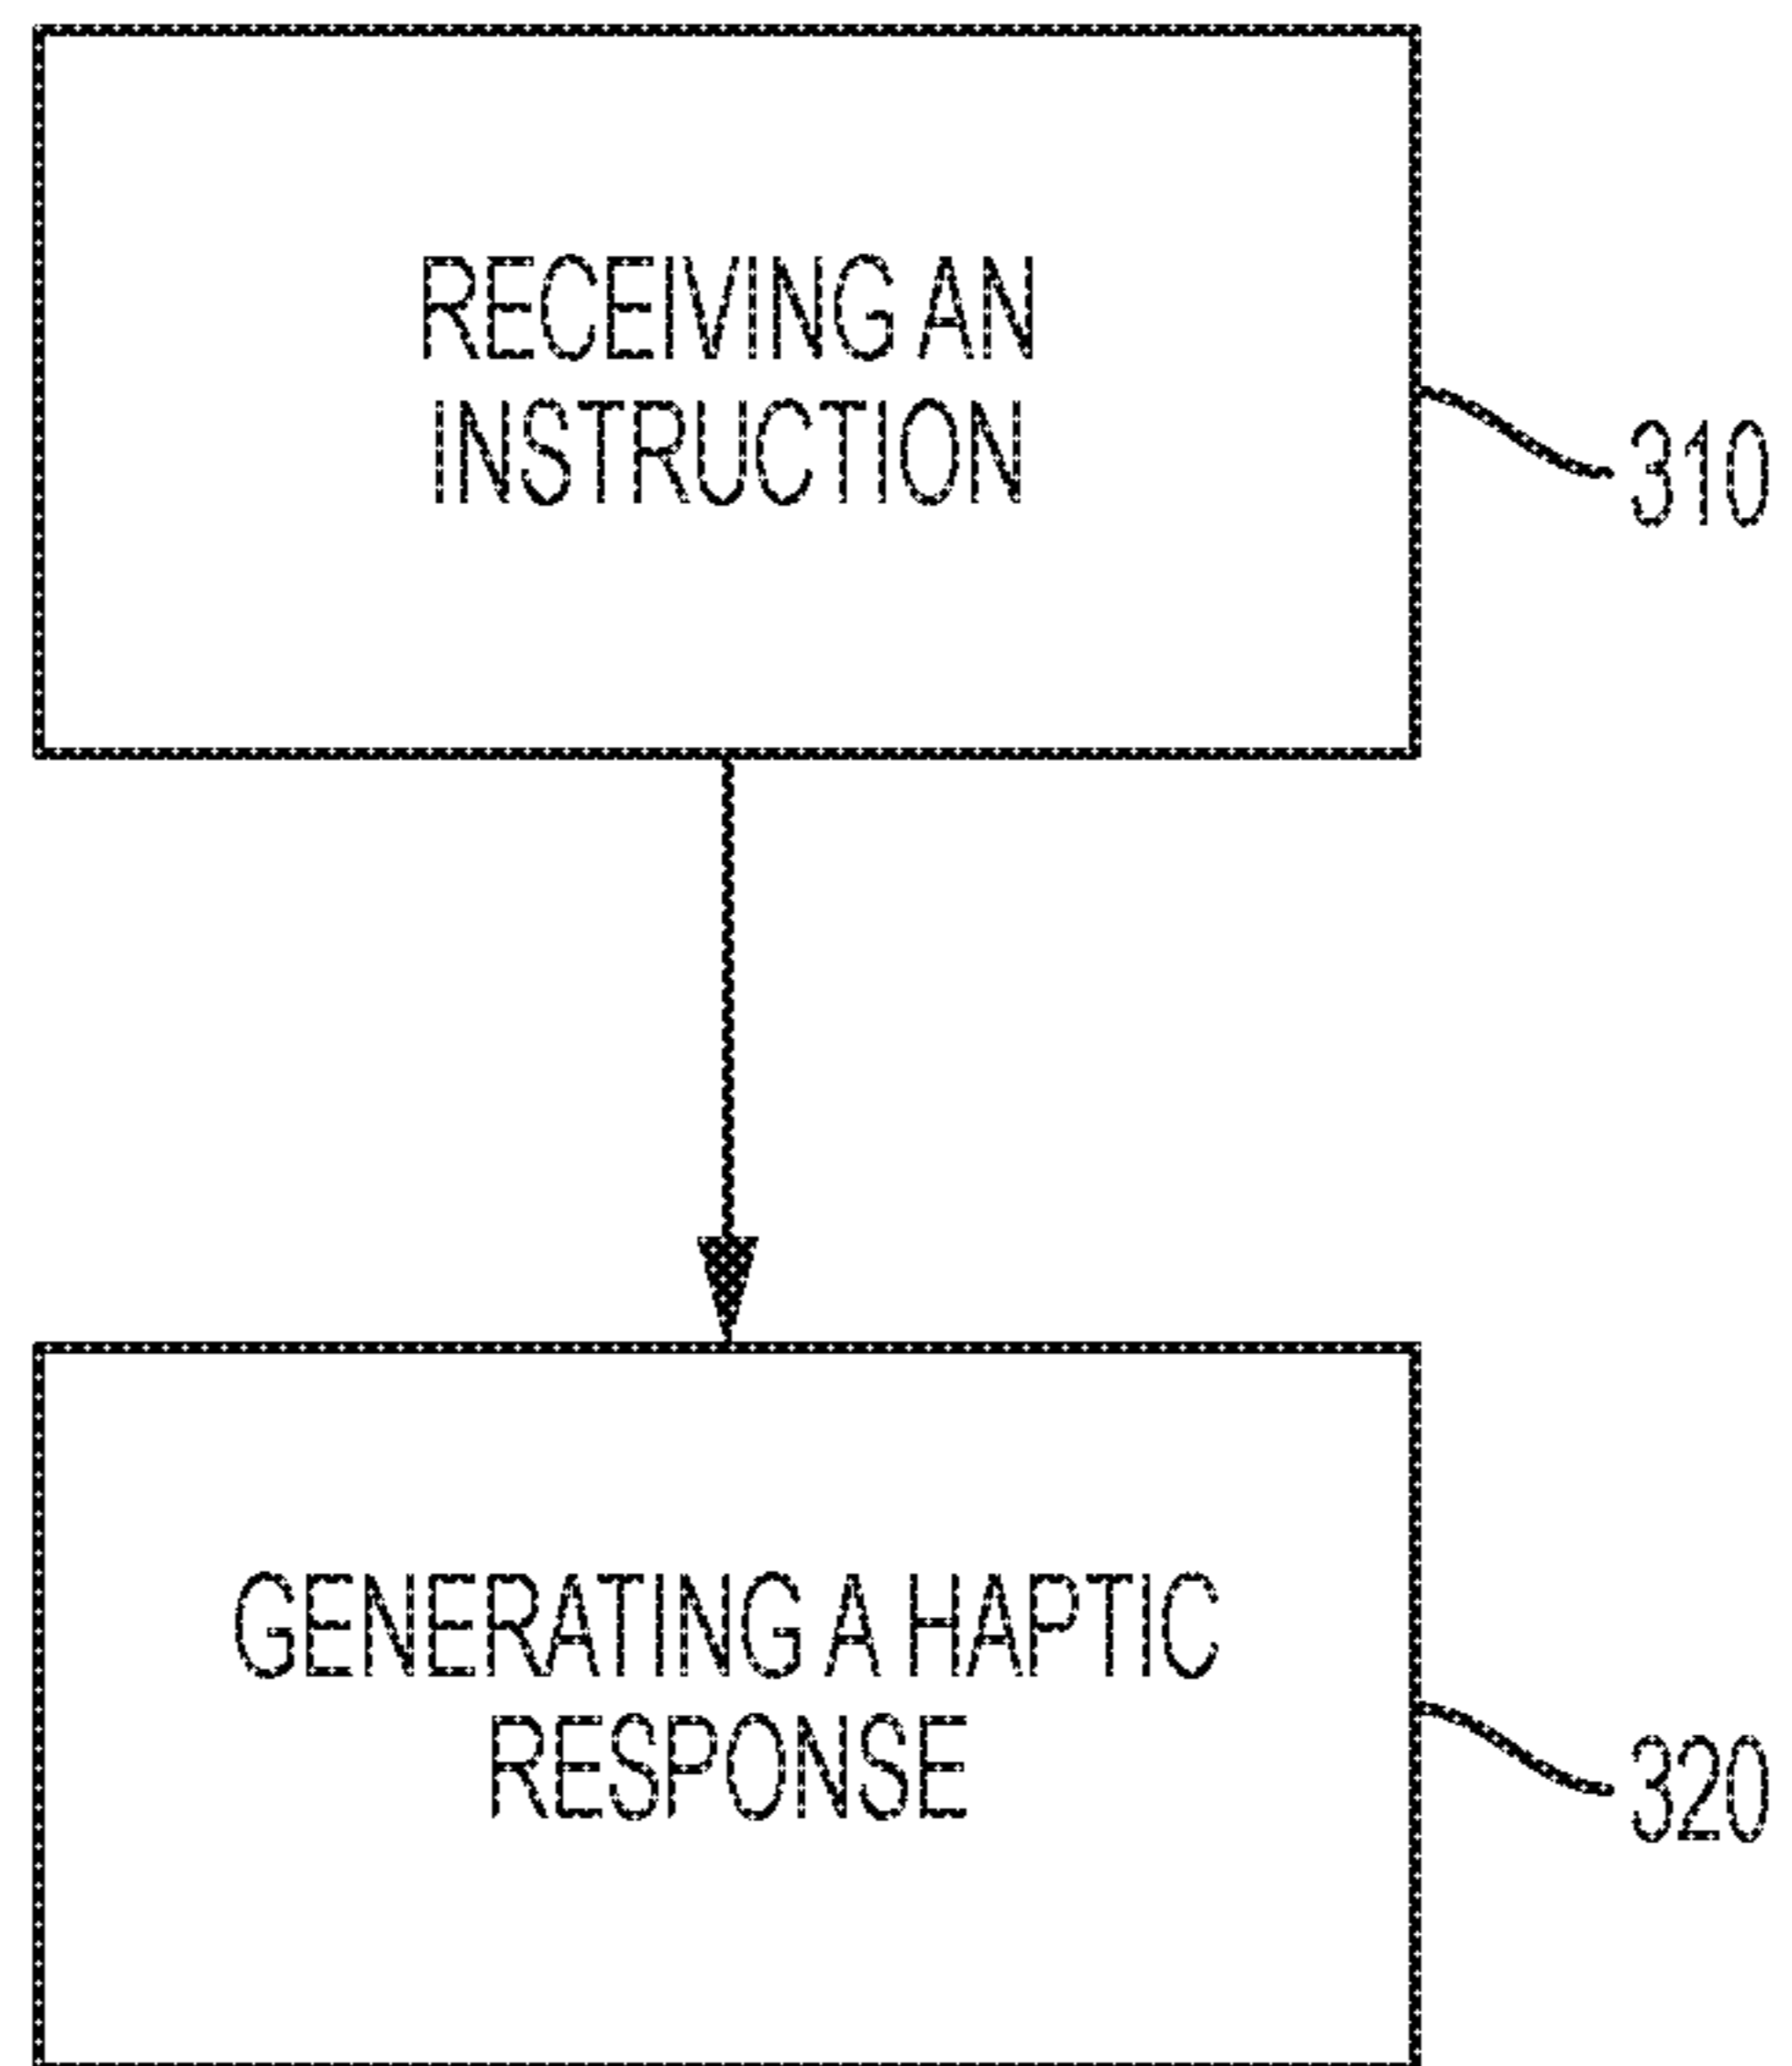 RECEIVING AN
INSTRUCTION
310
GENERATING A HAPTIC
RESPONSE
320